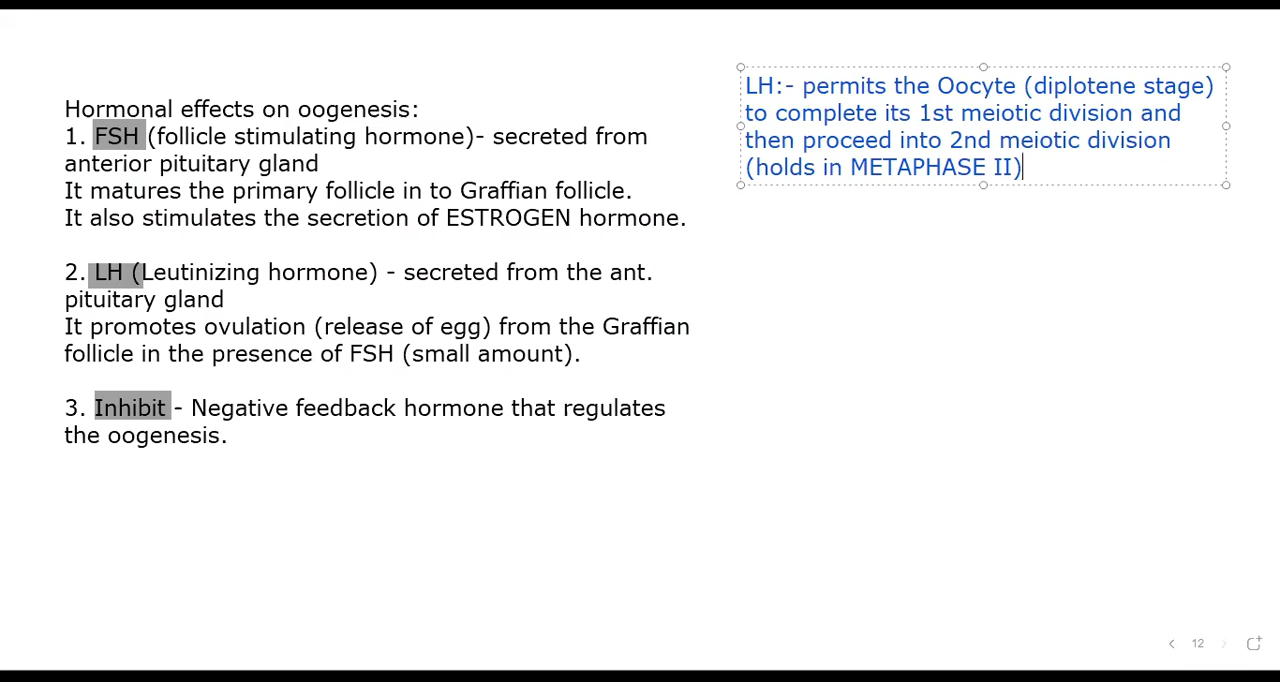 Hormonal effects on oogenesis:
1. FSH (follicle stimulating hormone)- secreted from
anterior pituitary gland
It matures the primary follicle in to Graffian follicle.
It also stimulates the secretion of ESTROGEN hormone.
2. LH (Leutinizing hormone) - secreted from the ant.
pituitary gland
It promotes ovulation (release of egg) from the Graffian
follicle in the presence of FSH (small amount).
3. Inhibit - Negative feedback hormone that regulates
the oogenesis.
LH:- permits the Oocyte (diplotene stage)
to complete its 1st meiotic division and
then proceed into 2nd meiotic division
(holds in METAPHASE II)
12